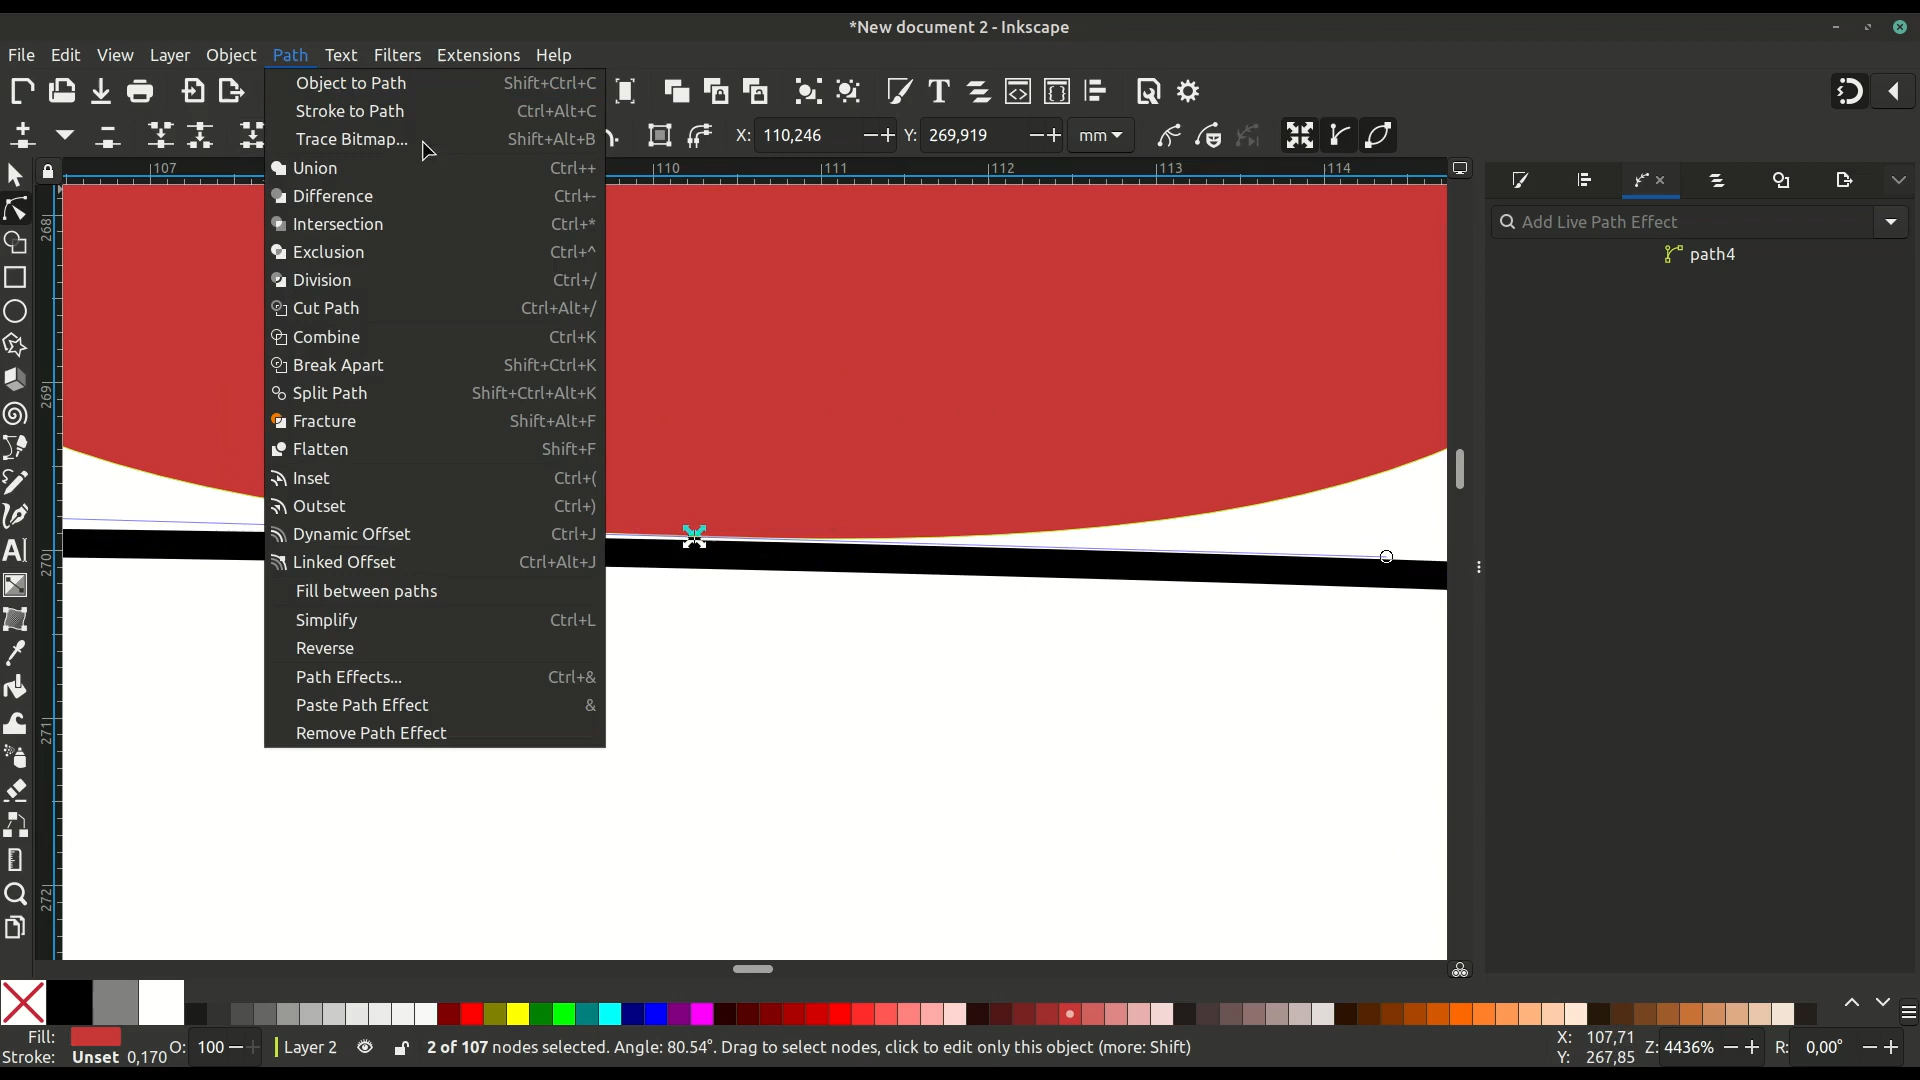 *New document 2 - Inkscape
File Edit View Layer Object Path Text Filters Extensions Help
Object to Path Shift+Ctrl+C
Stroke to Path Ctrl+Alt+C
Trace Bitmap... Shift+Alt+B
X: 110,246 Y: 269,919 mm
107 110 111 113 112 114
Union Ctrl++
Difference Ctrl+-
Intersection Ctrl+*
Exclusion Ctrl+^
Division Ctrl+/
Cut Path Ctrl+Alt+/
Combine Ctrl+K
Break Apart Shift+Ctrl+K
Split Path Shift+Ctrl+Alt+K
Fracture Shift+Alt+F
Flatten Shift+F
Inset Ctrl+(
Outset Ctrl+)
Dynamic Offset Ctrl+J
Linked Offset Ctrl+Alt+J
Fill between paths
Simplify Ctrl+L
Reverse
Path Effects... Ctrl+&
Paste Path Effect &
Remove Path Effect
268
269
270
271
272
Add Live Path Effect
path4
Fill:
Stroke: Unset 0,170 O: 100 Layer 2 2 of 107 nodes selected. Angle: 80.54°. Drag to select nodes, click to edit only this object (more: Shift)
X: 107,71
Y: 267,85 Z: 4436% R: 0,00°